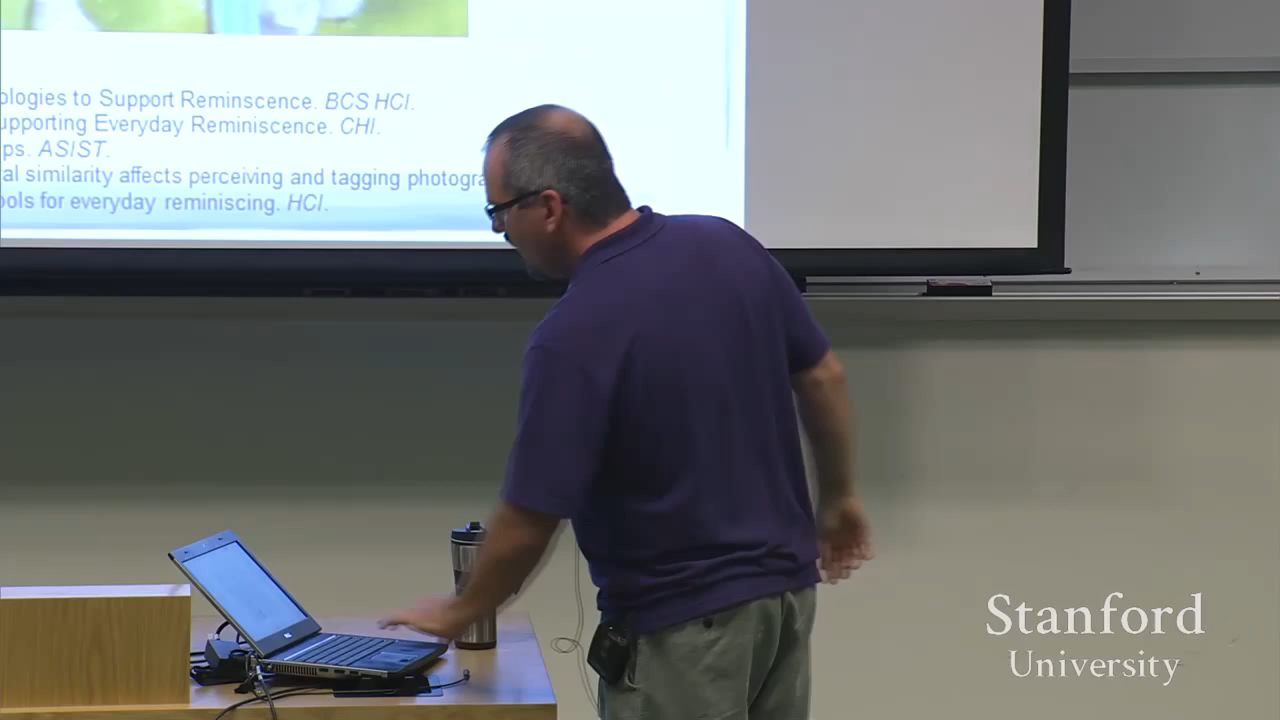 ologies to Support Reminscence. BCS HCI.
upporting Everyday Reminiscence. CHI.
ps. ASIST.
al similarity affects perceiving and tagging photogra
ools for everyday reminiscing. HCI.
Stanford
University